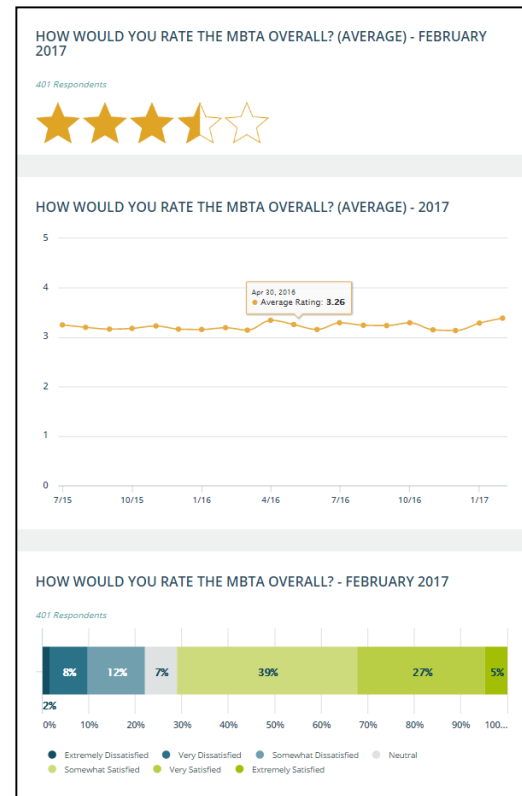 HOW WOULD YOU RATE THE MBTA OVERALL? (AVERAGE) - FEBRUARY
2017
401 Respondents
HOW WOULD YOU RATE THE MBTA OVERALL? (AVERAGE) - 2017
5
4
Apr 30, 2016
Average Rating: 3.26
3
2
1
0
7/15 10/15 1/16 4/16 7/16 10/16 1/17
HOW WOULD YOU RATE THE MBTA OVERALL? - FEBRUARY 2017
401 Respondents
8% 12% 7% 39% 27% 5%
2%
0% 10% 20% 30% 40% 50% 60% 70% 80% 90% 100...
Extremely Dissatisfied Very Dissatisfied Somewhat Dissatisfied Neutral
Somewhat Satisfied Very Satisfied Extremely Satisfied